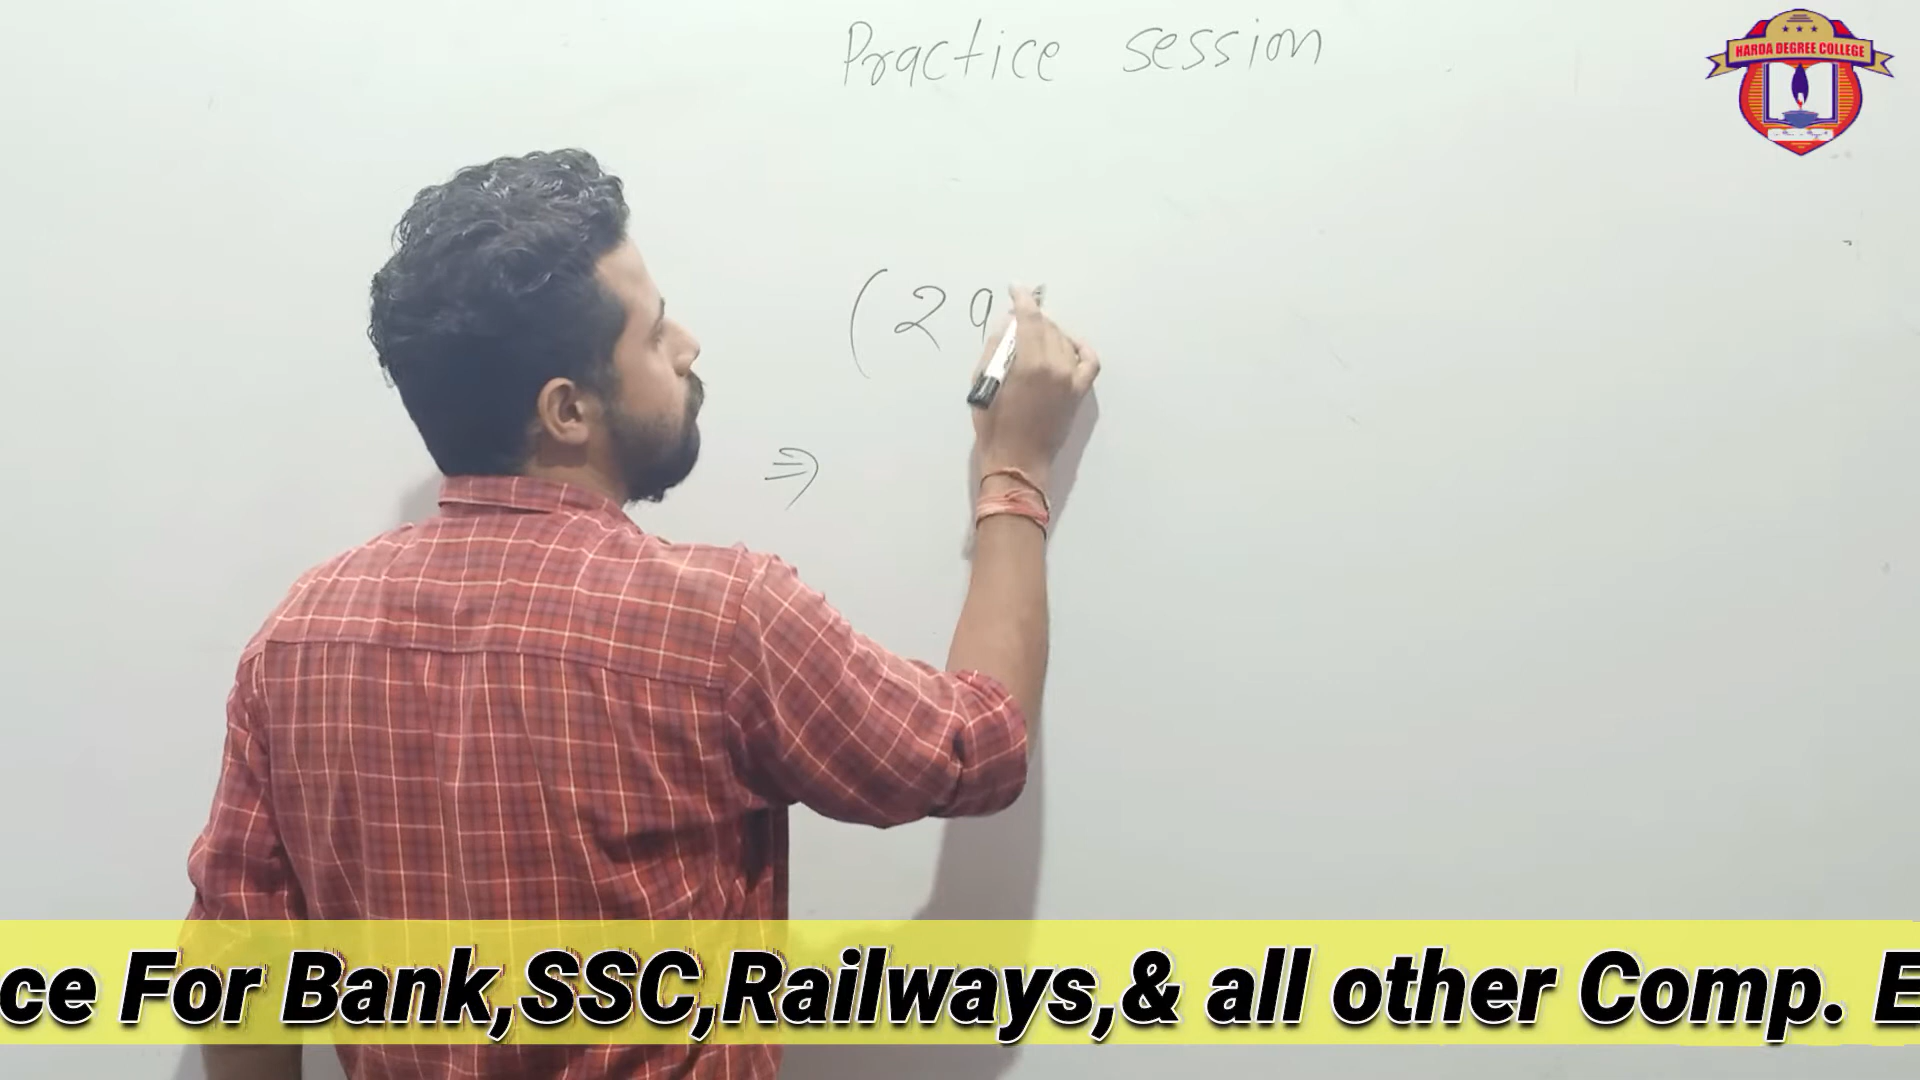 Practice session
HARDA DEGREE COLLEGE
(29
⇒
ce For Bank,SSC,Railways,& all other Comp. E